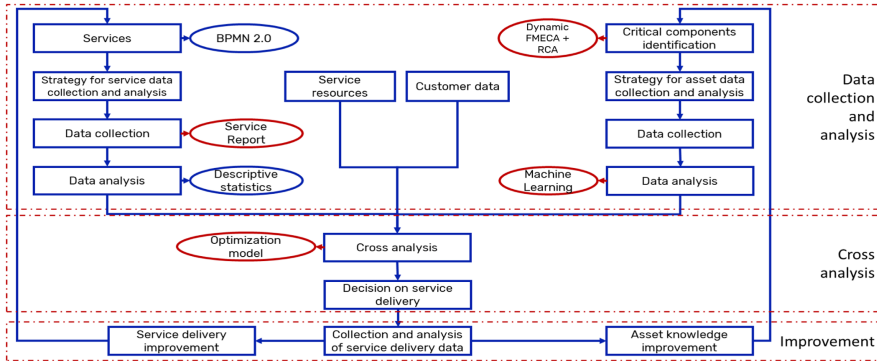 Services
BPMN 2.0
Dynamic
FMECA +
RCA
Critical components
identification
Strategy for service data
collection and analysis
Service
resources
Customer data
Strategy for asset data
collection and analysis
Data
collection
and
analysis
Data collection
Service
Report
Data collection
Data analysis
Descriptive
statistics
Machine
Learning
Data analysis
Optimization
model
Cross analysis
Cross
analysis
Decision on service
delivery
Service delivery
improvement
Collection and analysis
of service delivery data
Asset knowledge
improvement
Improvement